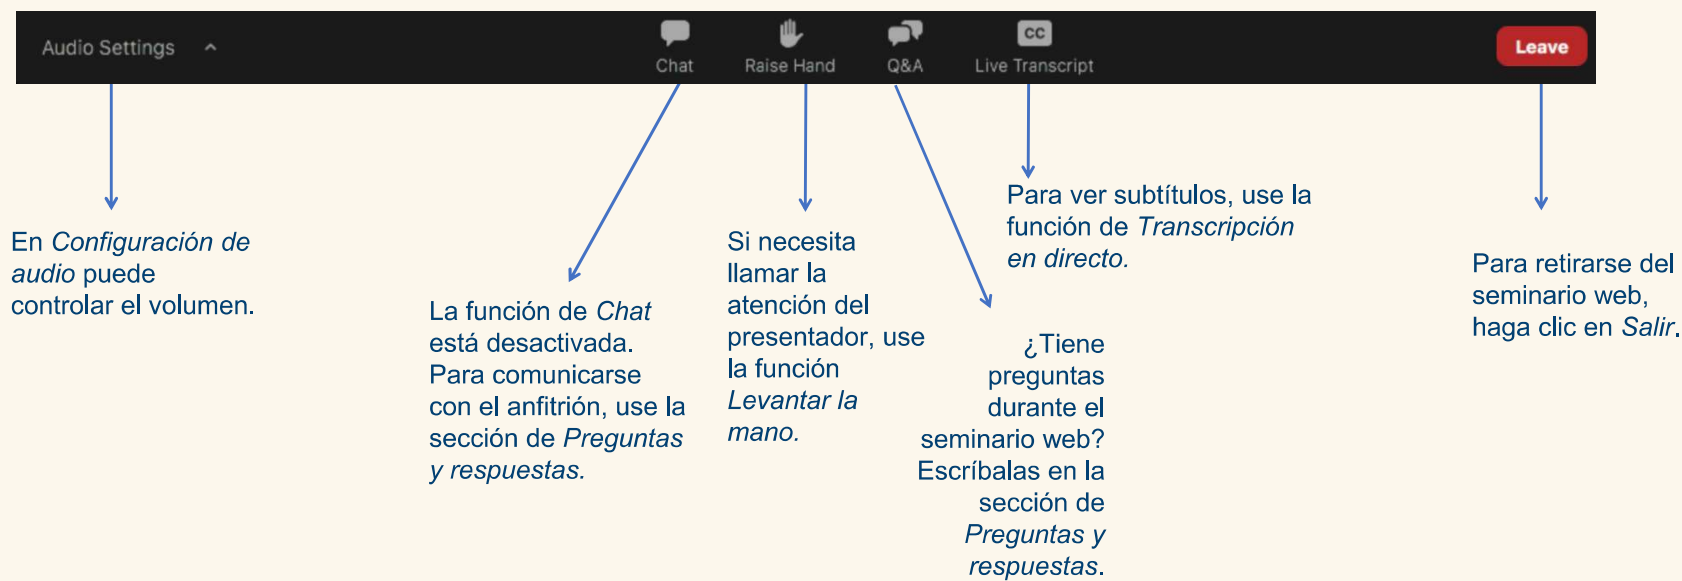 Audio Settings
Chat
Raise Hand
Q&A
CC
Live Transcript
Leave
En Configuración de
audio puede
controlar el volumen.
La función de Chat
está desactivada.
Para comunicarse
con el anfitrión, use la
sección de Preguntas
y respuestas.
Si necesita
llamar la
atención del
presentador, use
la función
Levantar la
mano.
¿Tiene
preguntas
durante el
seminario web?
Escríbalas en la
sección de
Preguntas y
respuestas.
Para ver subtítulos, use la
función de Transcripción
en directo.
Para retirarse del
seminario web,
haga clic en Salir.